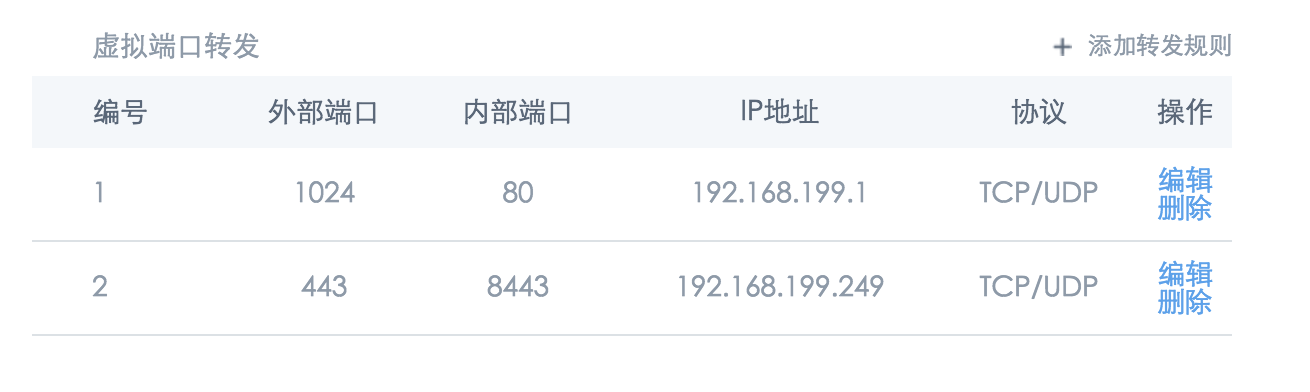 虚拟端口转发 + 添加转发规则
编号 外部端口 内部端口 IP地址 协议 操作
1 1024 80 192.168.199.1 TCP/UDP 编辑
删除
2 443 8443 192.168.199.249 TCP/UDP 编辑
删除